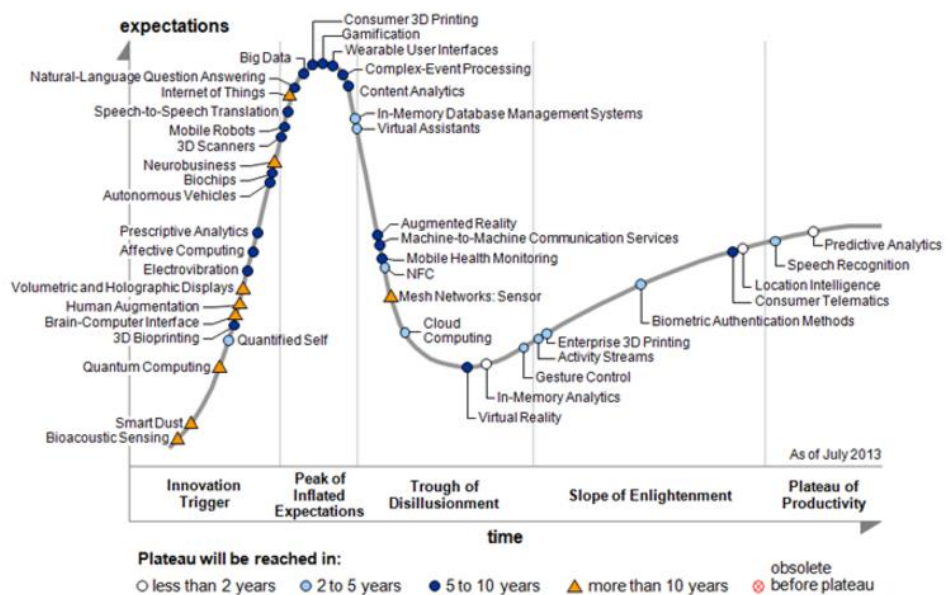 expectations
Consumer 3D Printing
Gamification
Wearable User Interfaces
Big Data
Complex-Event Processing
Natural-Language Question Answering
Content Analytics
Internet of Things
Speech-to-Speech Translation
In-Memory Database Management Systems
Virtual Assistants
Mobile Robots
3D Scanners
Neurobusiness
Biochips
Autonomous Vehicles
Augmented Reality
Prescriptive Analytics
Machine-to-Machine Communication Services
Predictive Analytics
Affective Computing
Mobile Health Monitoring
Speech Recognition
Electrovibration
NFC
Location Intelligence
Volumetric and Holographic Displays
Mesh Networks: Sensor
Consumer Telematics
Human Augmentation
Brain-Computer Interface
Biometric Authentication Methods
3D Bioprinting
Quantified Self
Cloud
Computing
Enterprise 3D Printing
Activity Streams
Quantum Computing
Gesture Control
In-Memory Analytics
Virtual Reality
Smart Dust
Bioacoustic Sensing
As of July 2013
Innovation
Trigger
Peak of
Inflated
Expectations
Trough of
Disillusionment
Slope of Enlightenment
Plateau of
Productivity
time
Plateau will be reached in:
less than 2 years
2 to 5 years
5 to 10 years
more than 10 years
obsolete
before plateau